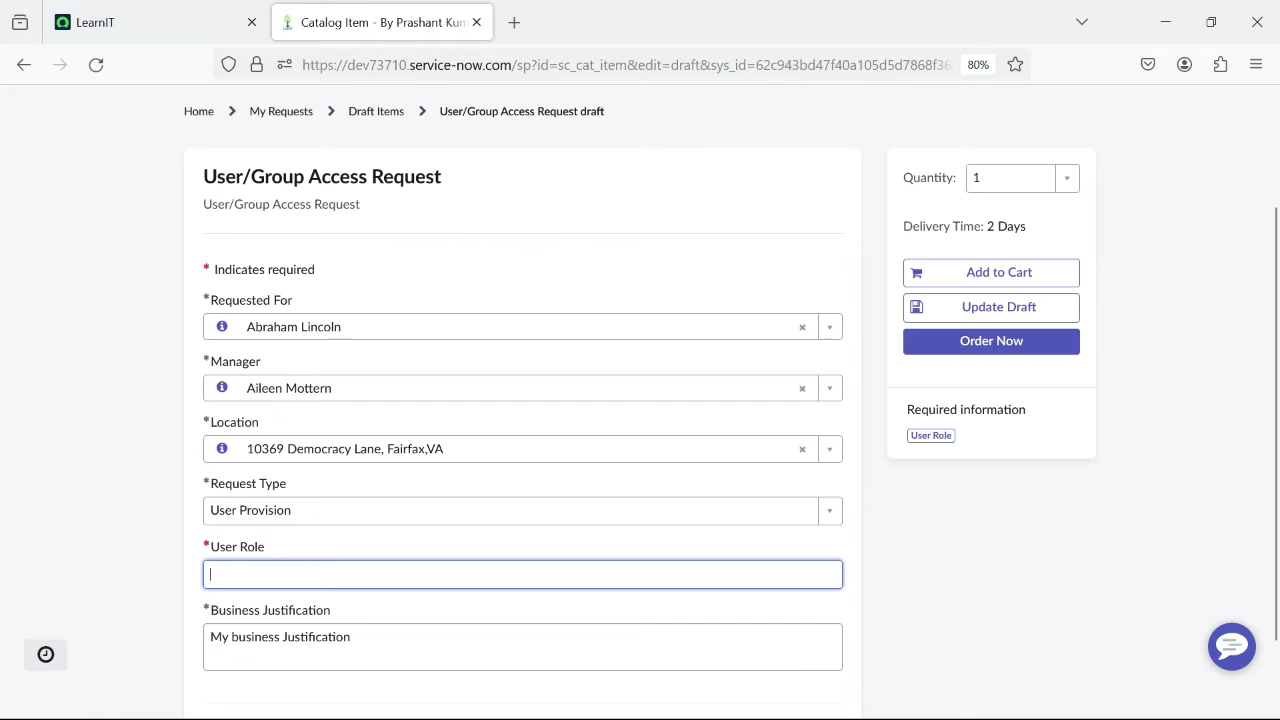 LearnIT
Catalog Item - By Prashant Kum
https://dev73710.service-now.com/sp?id=sc_cat_item&edit=draft&sys_id=62c943bd47f40a105d5d7868f36
80%
Home
My Requests
Draft Items
User/Group Access Request draft
User/Group Access Request
User/Group Access Request
* Indicates required
*Requested For
Abraham Lincoln
*Manager
Aileen Mottern
*Location
10369 Democracy Lane, Fairfax,VA
*Request Type
User Provision
*User Role
*Business Justification
My business Justification
Quantity: 1
Delivery Time: 2 Days
Add to Cart
Update Draft
Order Now
Required information
User Role